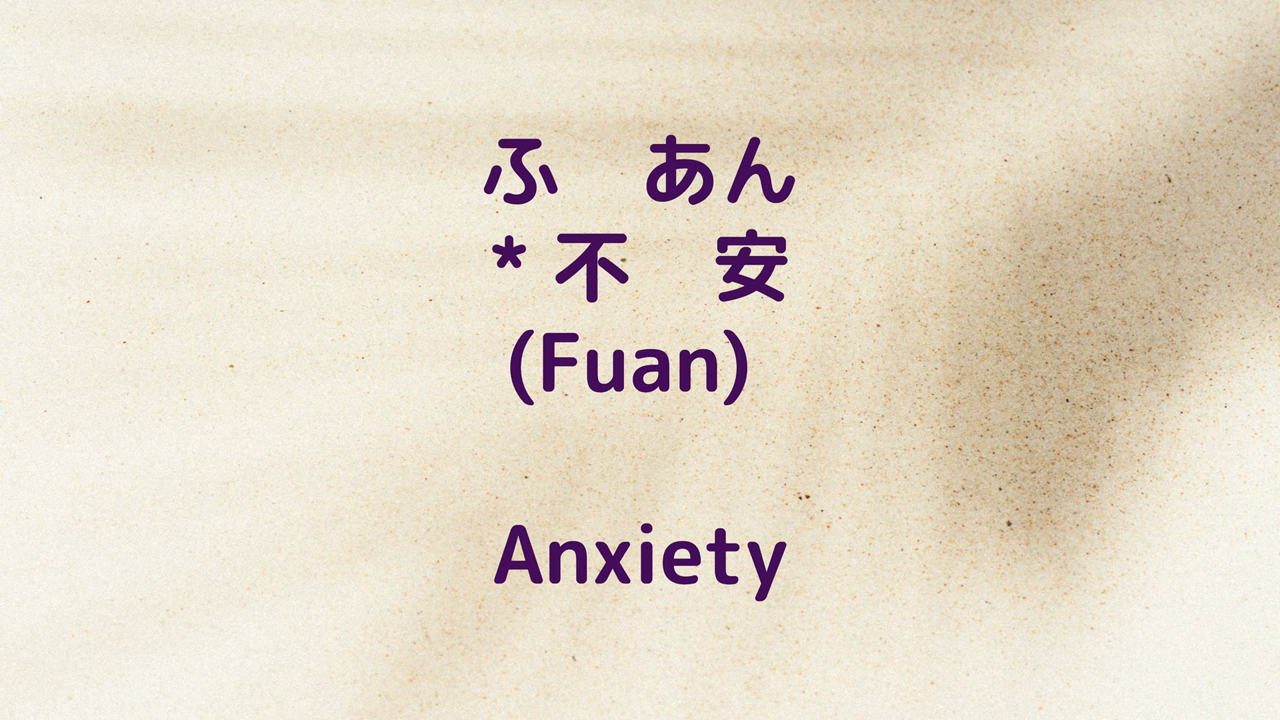 ふ　あん
* 不　安
(Fuan)
Anxiety